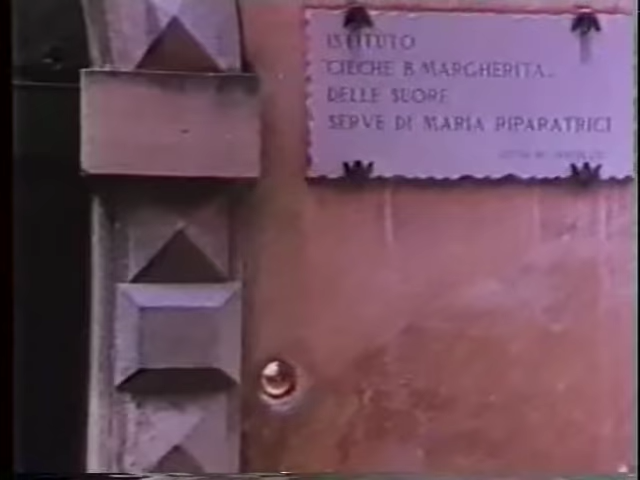 ISTITUTO
CIECHE B. MARGHERITA
DELLE SUORE
SERVE DI MARIA RIPARATRICI